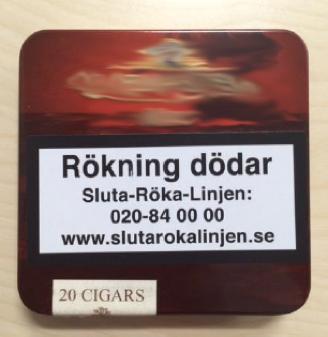 Rökning dödar
Sluta-Röka-Linjen:
020-84 00 00
www.slutarokalinjen.se
20 CIGARS